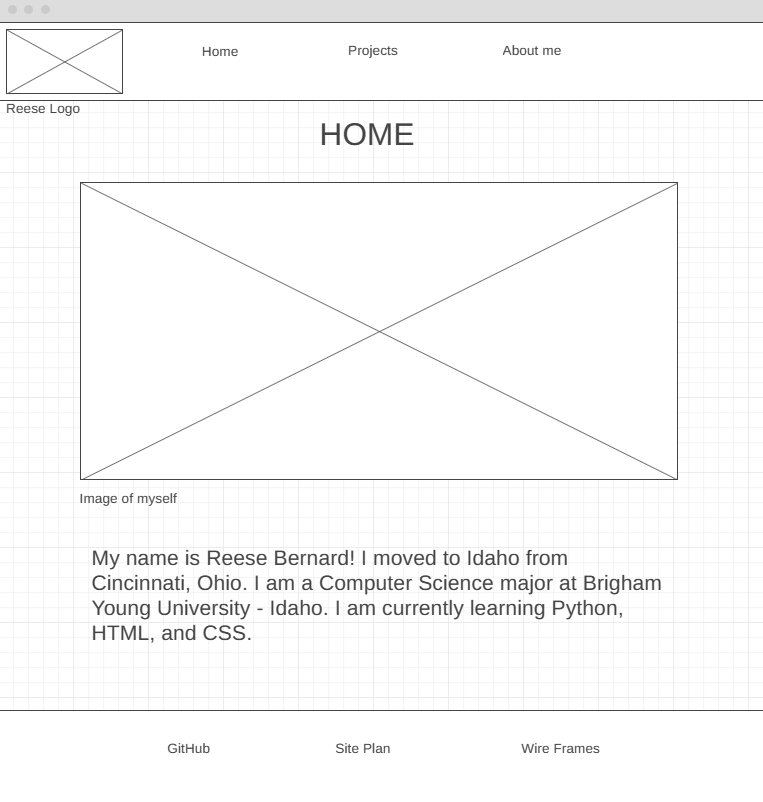 Home Projects About me
Reese Logo
HOME
Image of myself
My name is Reese Bernard! I moved to Idaho from
Cincinnati, Ohio. I am a Computer Science major at Brigham
Young University - Idaho. I am currently learning Python,
HTML, and CSS.
GitHub Site Plan Wire Frames